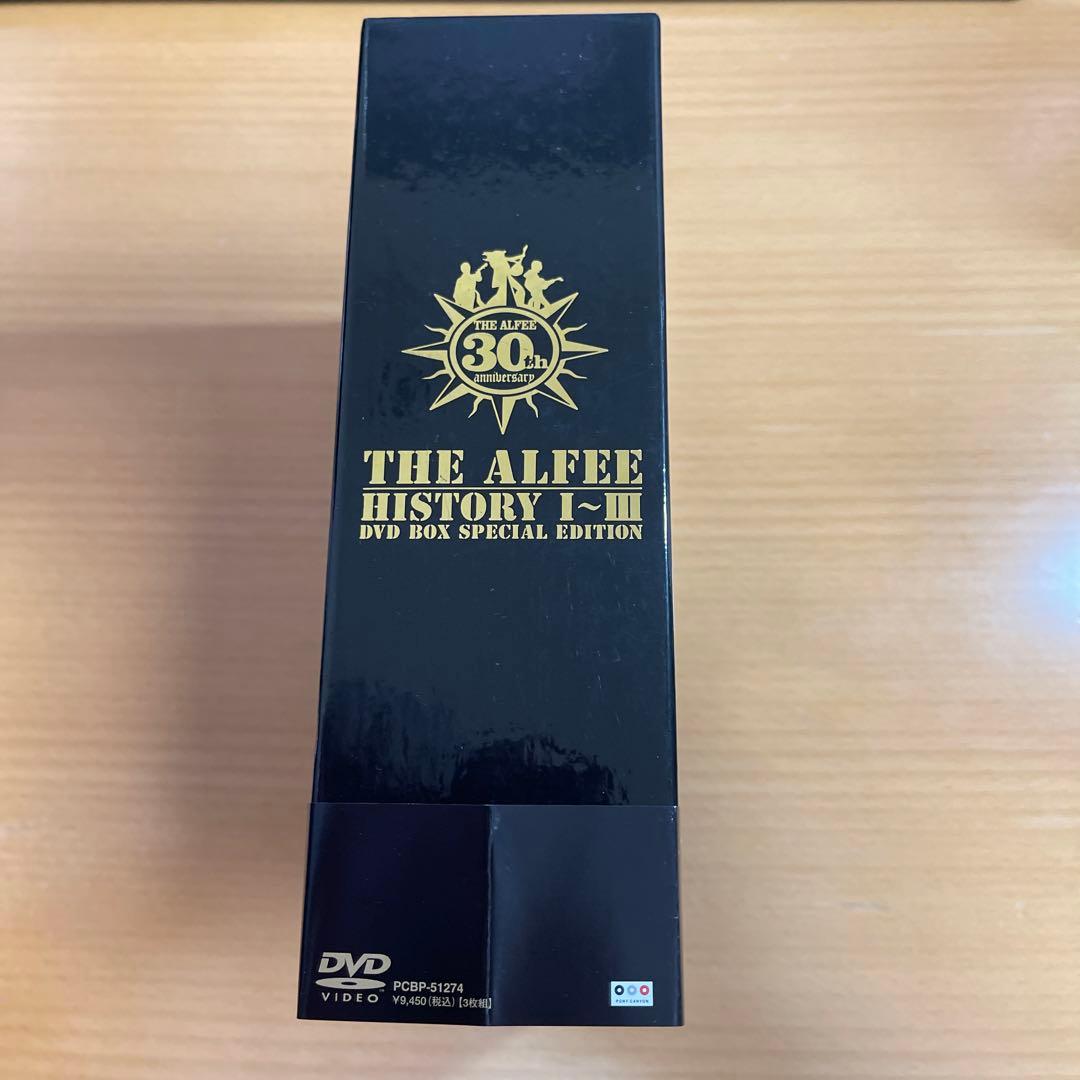 THE ALFEE
30th
anniversary
THE ALFEE
HISTORY I~III
DVD BOX SPECIAL EDITION
DVD
VIDEO
PCBP-51274
¥9,450(税込)【3枚組】
PONY CANYON